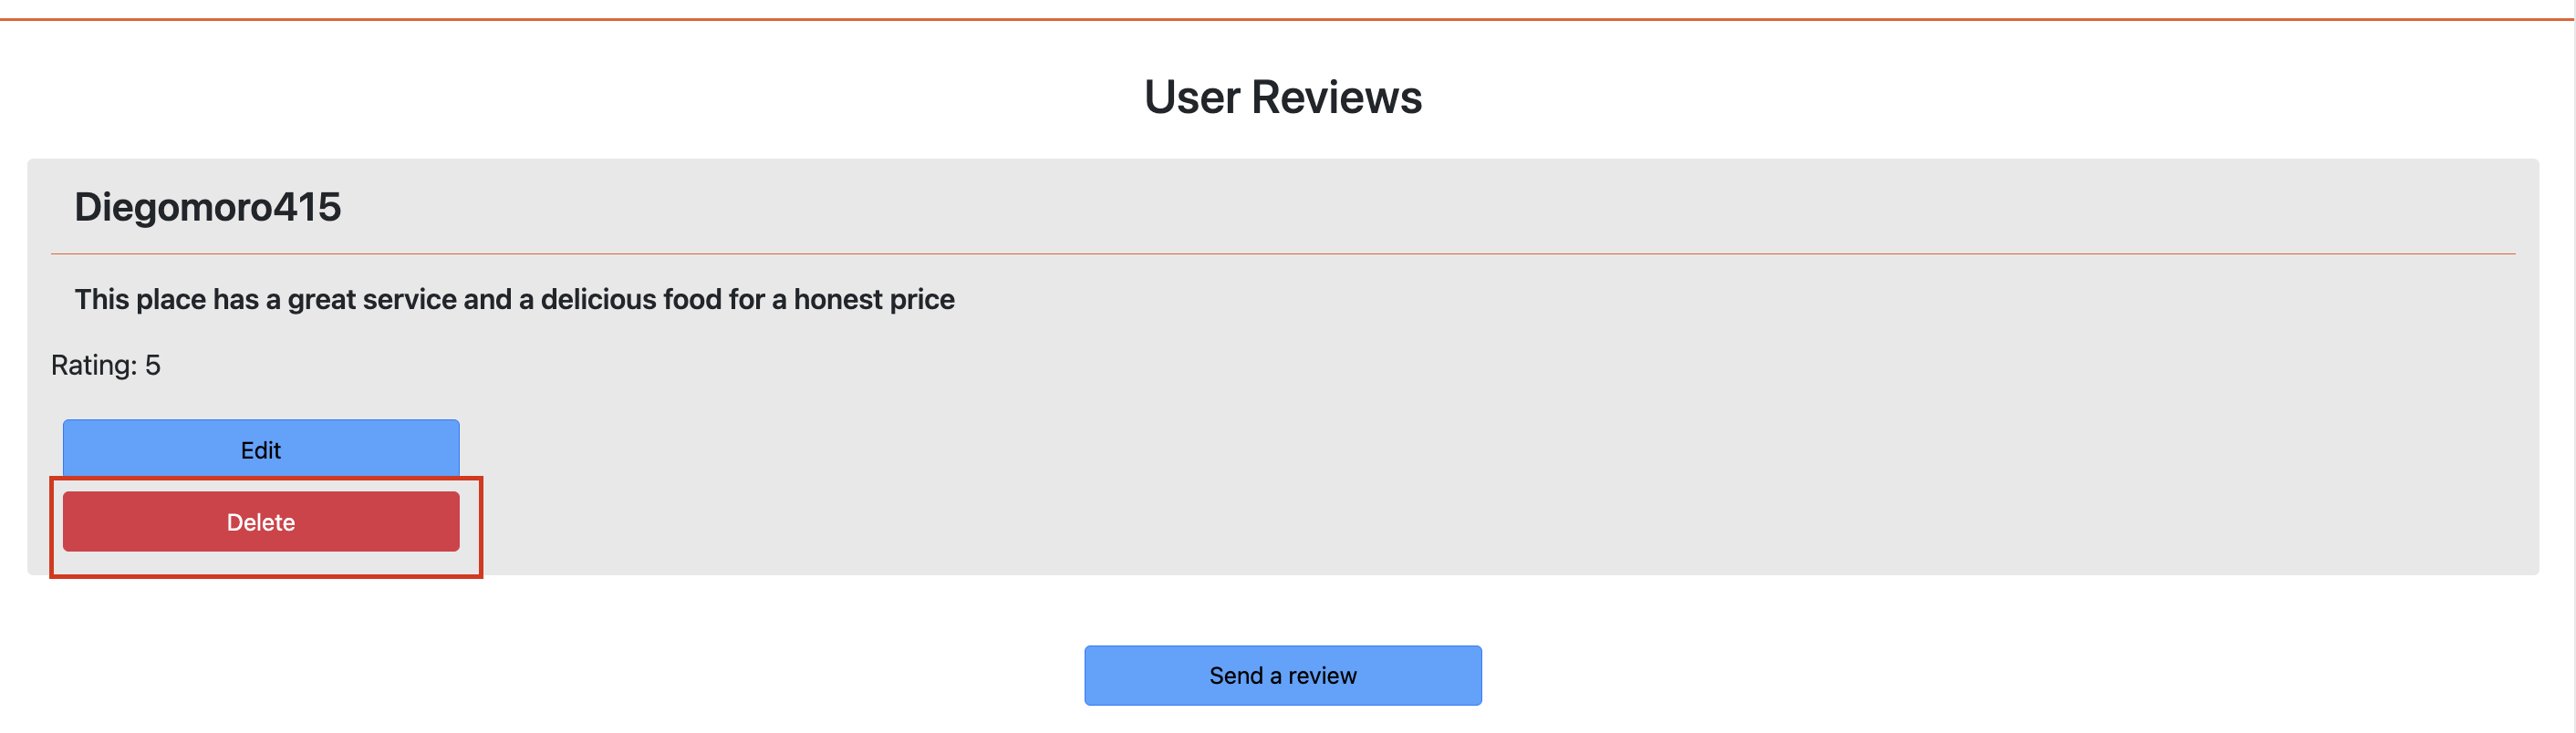 User Reviews
Diegomoro415
This place has a great service and a delicious food for a honest price
Rating: 5
Edit
Delete
Send a review